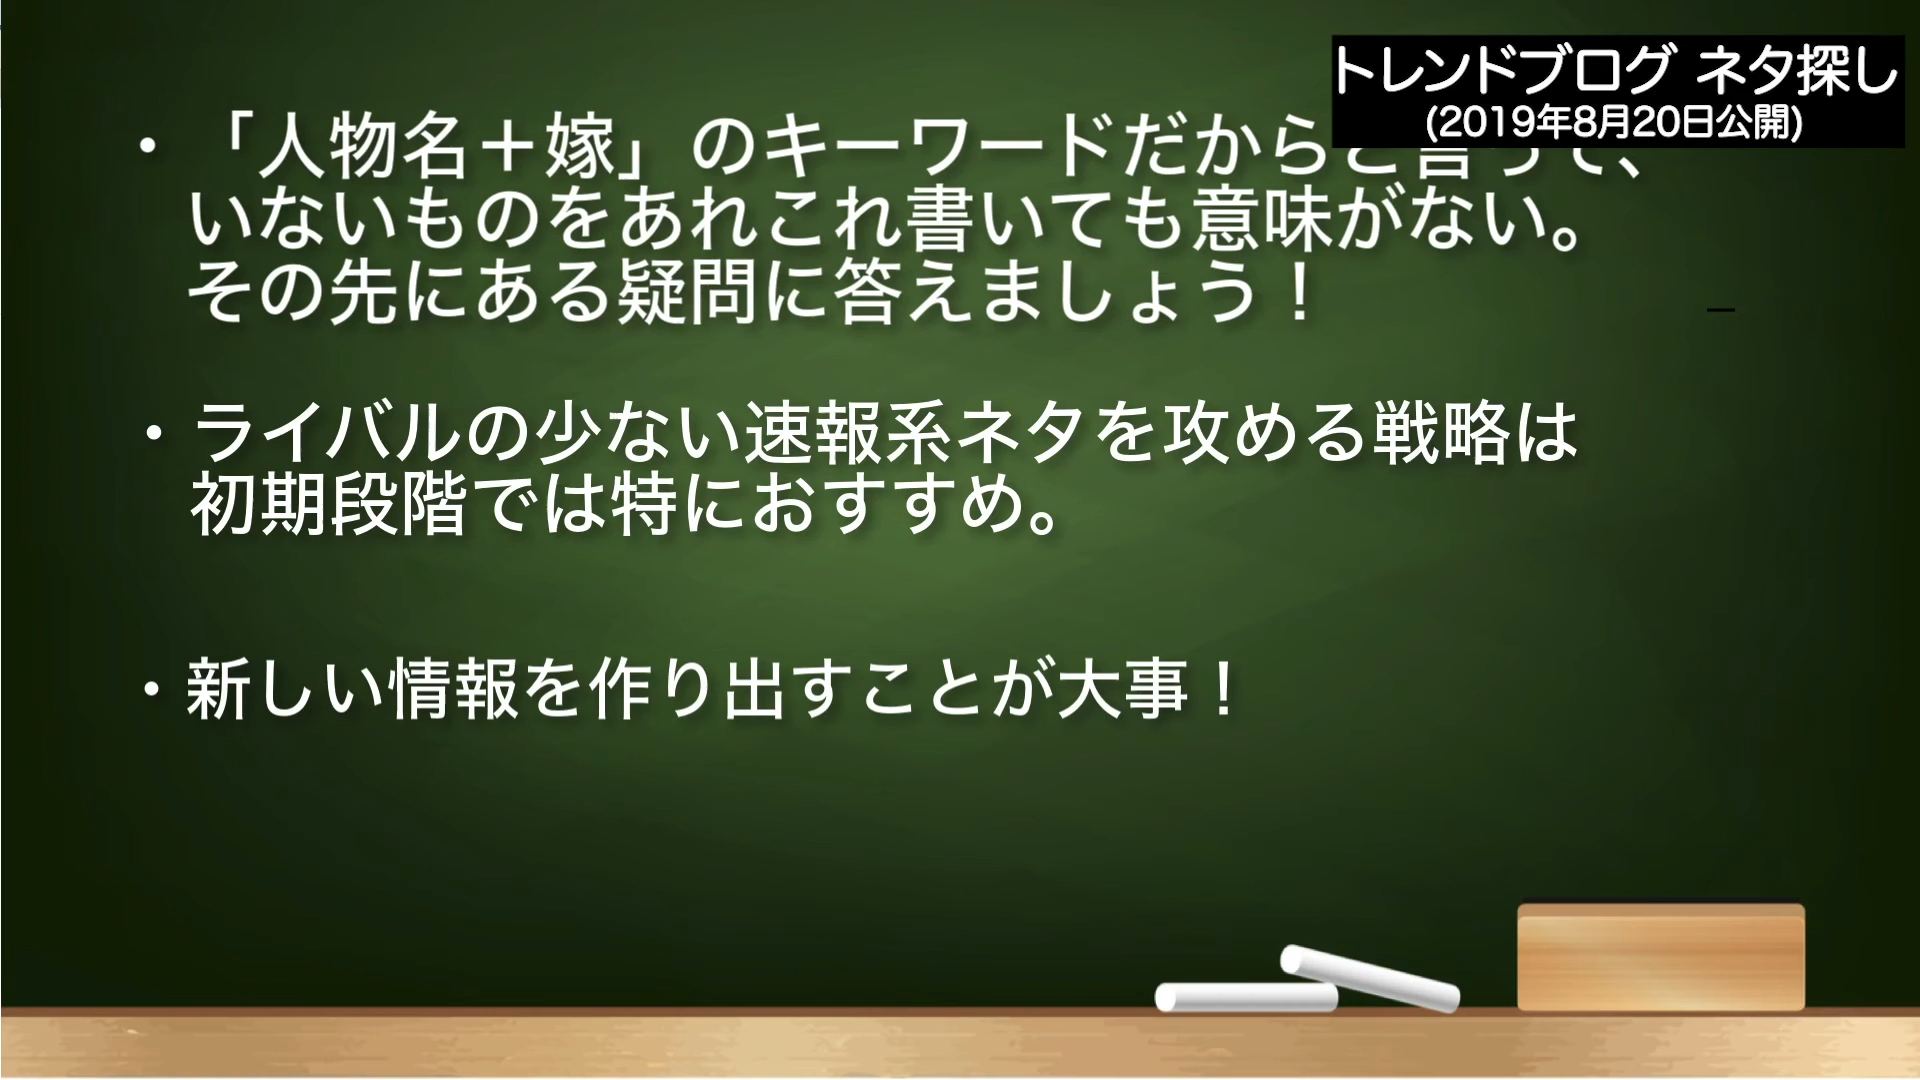 トレンドブログ ネタ探し
(2019年8月20日公開)
・「人物名＋嫁」のキーワードだからと言って、
いないものをあれこれ書いても意味がない。
その先にある疑問に答えましょう！
・ライバルの少ない速報系ネタを攻める戦略は
初期段階では特におすすめ。
・新しい情報を作り出すことが大事！